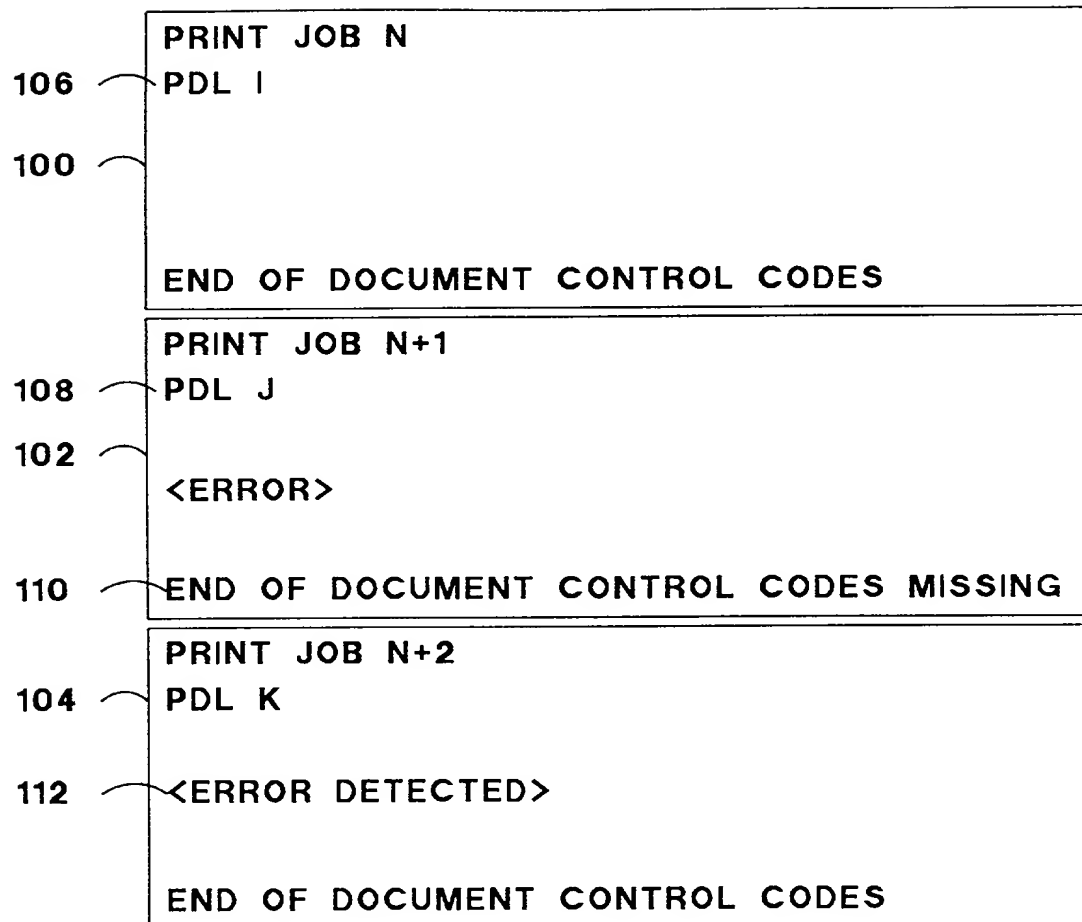 PRINT JOB N
106 PDL I
100
END OF DOCUMENT CONTROL CODES
PRINT JOB N+1
108 PDL J
102
<ERROR>
110 END OF DOCUMENT CONTROL CODES MISSING
PRINT JOB N+2
104 PDL K
112 <ERROR DETECTED>
END OF DOCUMENT CONTROL CODES